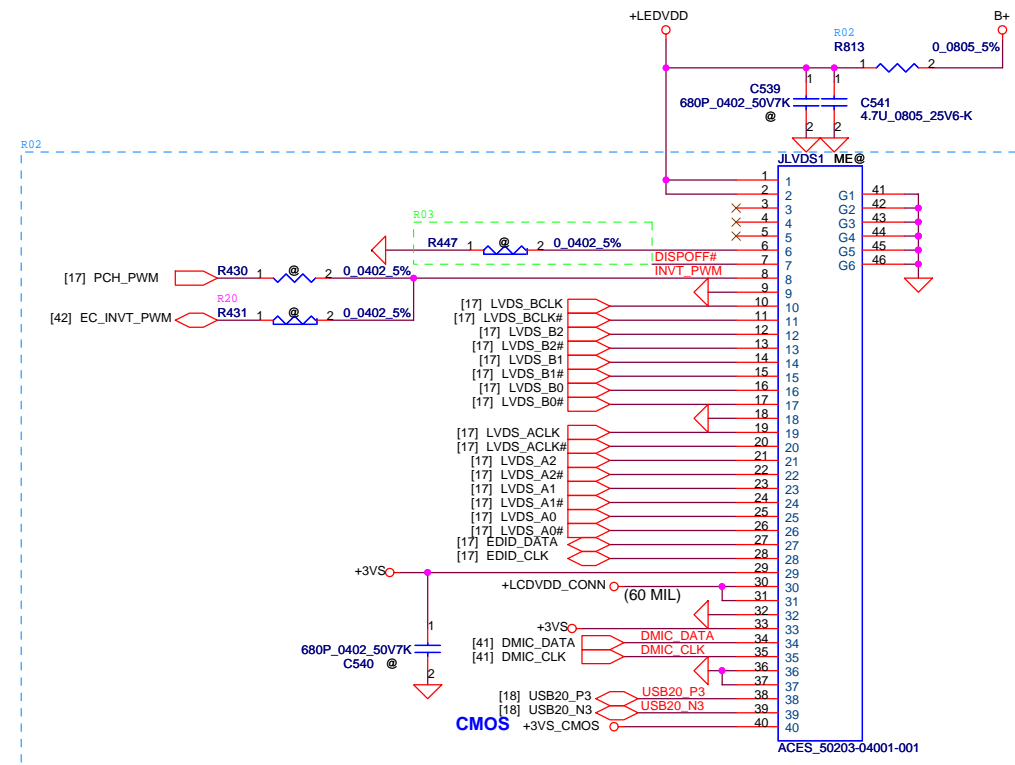 +LEDVDD
B+
R02
R813
0_0805_5%
1
2
C539
680P_0402_50V7K
@
1
2
1
2
C541
4.7U_0805_25V6-K
R02
JLVDS1 ME@
R03
R447 1 @ 2 0_0402_5%
[17] PCH_PWM R430 1 @ 2 0_0402_5%
R20
[42] EC_INVT_PWM R431 1 @ 2 0_0402_5%
DISPOFF#
INVT_PWM
[17] LVDS_BCLK
[17] LVDS_BCLK#
[17] LVDS_B2
[17] LVDS_B2#
[17] LVDS_B1
[17] LVDS_B1#
[17] LVDS_B0
[17] LVDS_B0#
[17] LVDS_ACLK
[17] LVDS_ACLK#
[17] LVDS_A2
[17] LVDS_A2#
[17] LVDS_A1
[17] LVDS_A1#
[17] LVDS_A0
[17] LVDS_A0#
[17] EDID_DATA
[17] EDID_CLK
+3VS
+LCDVDD_CONN
(60 MIL)
+3VS
[41] DMIC_DATA DMIC_DATA
[41] DMIC_CLK DMIC_CLK
1
680P_0402_50V7K
C540 @
2
[18] USB20_P3 USB20_P3
[18] USB20_N3 USB20_N3
CMOS +3VS_CMOS
1 1
2 2
3 3
4 4
5 5
6 6
7 7
8 8
9 9
10 10
11 11
12 12
13 13
14 14
15 15
16 16
17 17
18 18
19 19
20 20
21 21
22 22
23 23
24 24
25 25
26 26
27 27
28 28
29 29
30 30
31 31
32 32
33 33
34 34
35 35
36 36
37 37
38 38
39 39
40 40
G1 41
G2 42
G3 43
G4 44
G5 45
G6 46
ACES_50203-04001-001